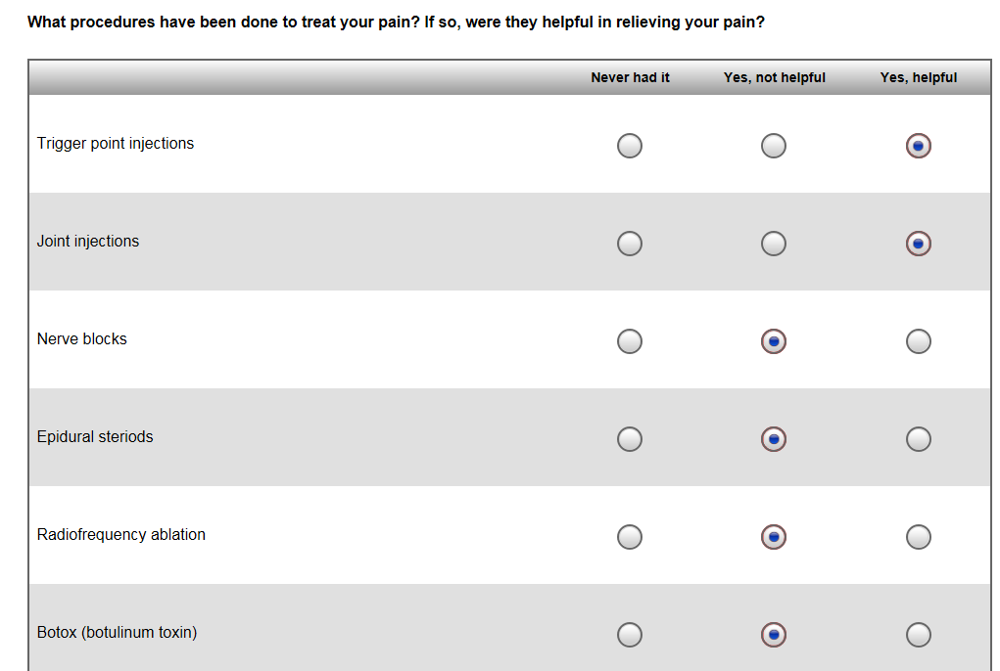 What procedures have been done to treat your pain? If so, were they helpful in relieving your pain?
Never had it Yes, not helpful Yes, helpful
Trigger point injections
Joint injections
Nerve blocks
Epidural steriods
Radiofrequency ablation
Botox (botulinum toxin)